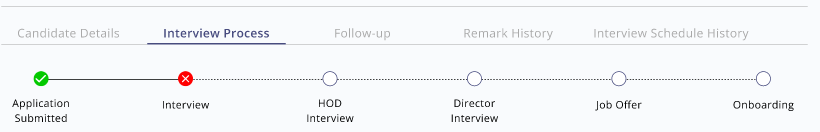 Candidate Details Interview Process Follow-up Remark History Interview Schedule History
Application Submitted
Interview
HOD Interview
Director Interview
Job Offer
Onboarding